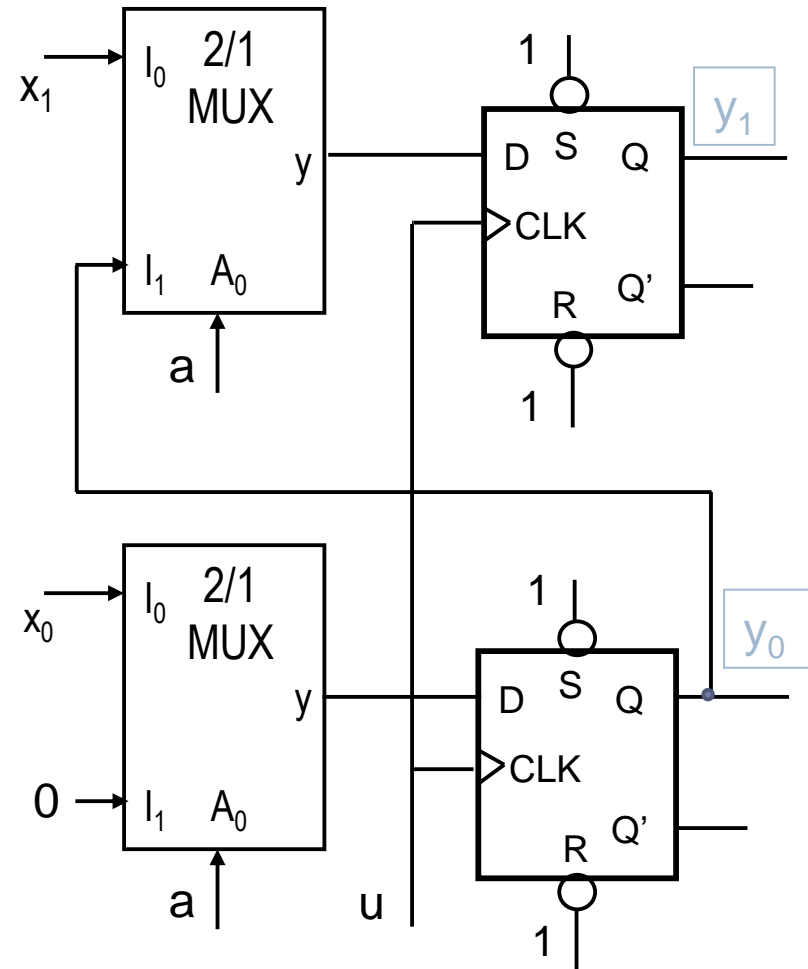 x₁
I₀
2/1
MUX
y
I₁
A₀
a
1
D
S
Q
y₁
CLK
R
Q'
1
x₀
I₀
2/1
MUX
y
0
I₁
A₀
a
u
1
D
S
Q
y₀
CLK
R
Q'
1